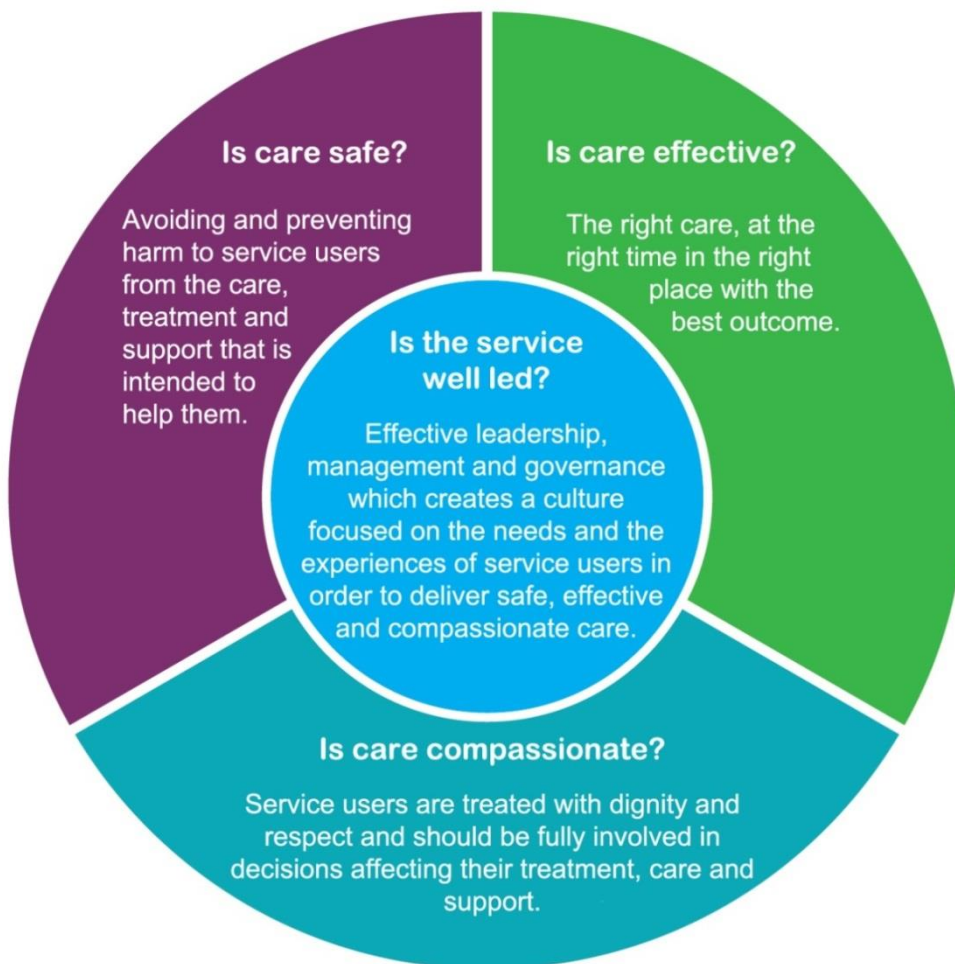 Is care safe?
Avoiding and preventing
harm to service users
from the care,
treatment and
support that is
intended to
help them.
Is care effective?
The right care, at the
right time in the right
place with the
best outcome.
Is the service
well led?
Effective leadership,
management and governance
which creates a culture
focused on the needs and the
experiences of service users in
order to deliver safe, effective
and compassionate care.
Is care compassionate?
Service users are treated with dignity and
respect and should be fully involved in
decisions affecting their treatment, care and
support.